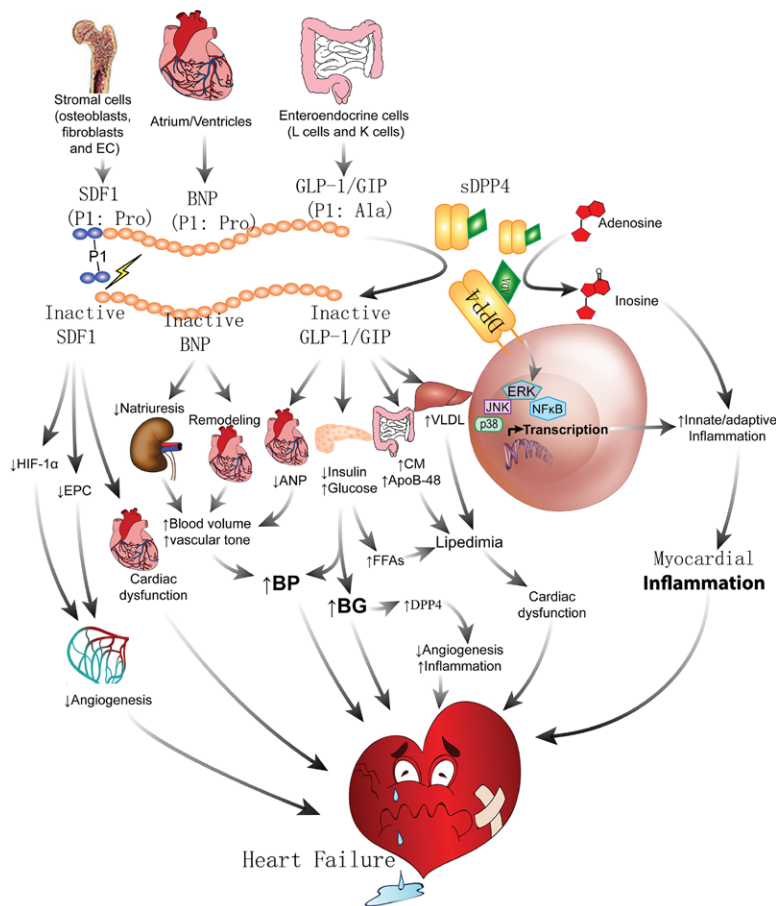 Stromal cells
(osteoblasts,
fibroblasts
and EC)
Atrium/Ventricles
Enteroendocrine cells
(L cells and K cells)
SDF1
(P1: Pro)
BNP
(P1: Pro)
GLP-1/GIP
(P1: Ala)
sDPP4
Adenosine
P1
DPP4
Inosine
Inactive
SDF1
Inactive
BNP
Inactive
GLP-1/GIP
ERK
JNK
NFκB
p38
Transcription
↓Natriuresis
Remodeling
↑VLDL
↑Innate/adaptive
Inflammation
↓HIF-1α
↓EPC
↓ANP
↓Insulin
↑Glucose
↑CM
↑ApoB-48
↑Blood volume
↑vascular tone
Cardiac
dysfunction
↑FFAs
Lipedimia
Myocardial
Inflammation
↑BP
↑BG
↑DPP4
Cardiac
dysfunction
↓Angiogenesis
↑Inflammation
↓Angiogenesis
Heart Failure